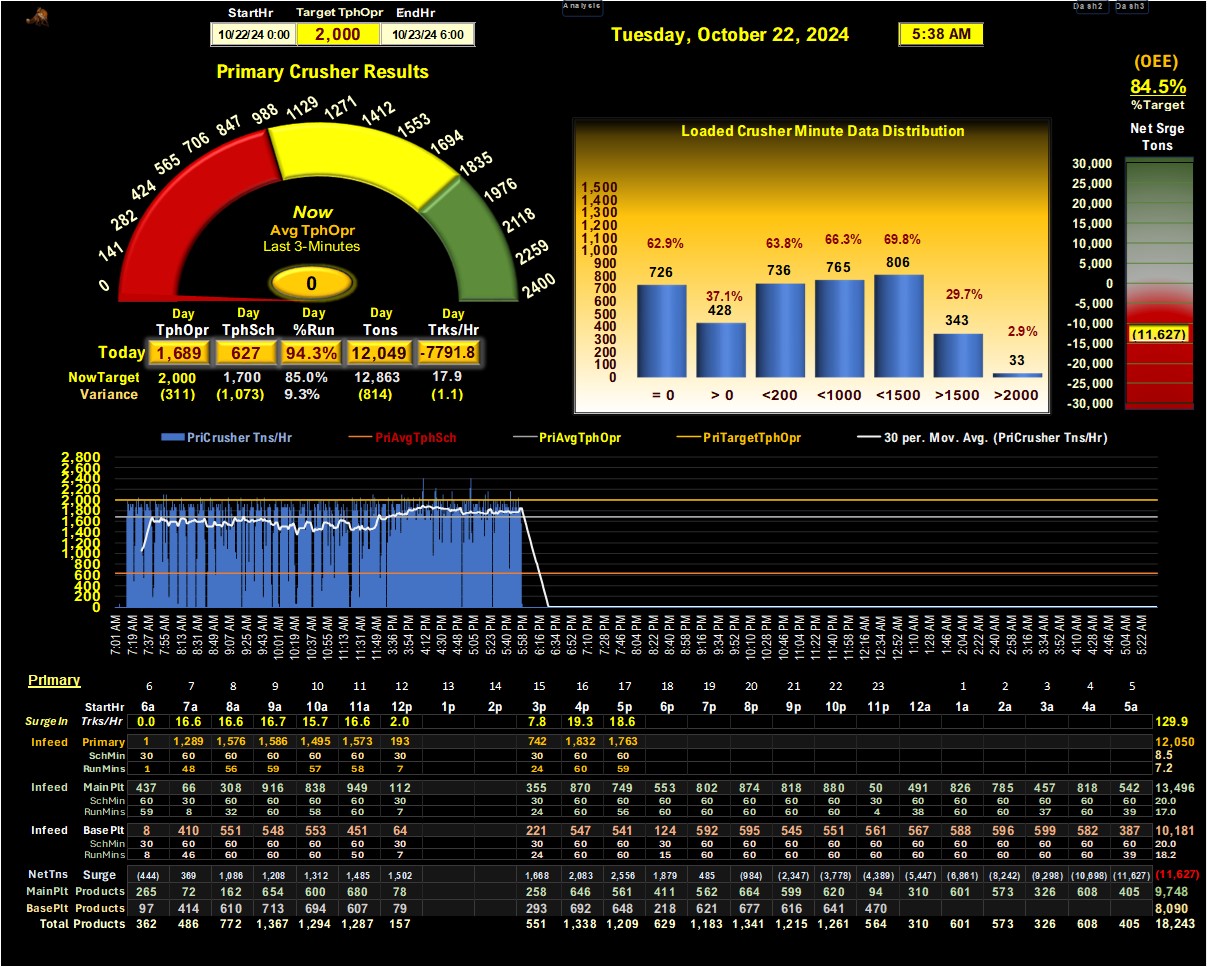 Analysis Dash2 Dash3
StartHr Target TphOpr EndHr
10/22/24 0:00 2,000 10/23/24 6:00
Tuesday, October 22, 2024 5:38 AM
(OEE)
84.5%
%Target
Primary Crusher Results
0 141 282 424 565 706 847 988 1129 1271 1412 1553 1694 1835 1976 2118 2259 2400
Now
Avg TphOpr
Last 3-Minutes
0
Day Day Day Day Day
TphOpr TphSch %Run Tons Trks/Hr
Today 1,689 627 94.3% 12,049 -7791.8
NowTarget 2,000 1,700 85.0% 12,863 17.9
Variance (311) (1,073) 9.3% (814) (1.1)
Loaded Crusher Minute Data Distribution
1,500
1,400
1,300
1,200
1,100
1,000
900
800
700
600
500
400
300
200
100
0
62.9% 37.1% 63.8% 66.3% 69.8% 29.7% 2.9%
726 428 736 765 806 343 33
= 0 > 0 <200 <1000 <1500 >1500 >2000
Net Srge
Tons
30,000
25,000
20,000
15,000
10,000
5,000
0
-5,000
-10,000
(11,627)
-15,000
-20,000
-25,000
-30,000
PriCrusher Tns/Hr PriAvgTphSch PriAvgTphOpr PriTargetTphOpr 30 per. Mov. Avg. (PriCrusher Tns/Hr)
2,800
2,600
2,400
2,200
2,000
1,800
1,600
1,400
1,200
1,000
800
600
400
200
0
7:01 AM 7:19 AM 7:37 AM 7:55 AM 8:13 AM 8:31 AM 8:49 AM 9:07 AM 9:25 AM 9:43 AM 10:01 AM 10:19 AM 10:37 AM 10:55 AM 11:13 AM 11:31 AM 11:49 AM 3:36 PM 3:54 PM 4:12 PM 4:30 PM 4:48 PM 5:05 PM 5:23 PM 5:40 PM 5:58 PM 6:16 PM 6:34 PM 6:52 PM 7:10 PM 7:28 PM 7:46 PM 8:04 PM 8:22 PM 8:40 PM 8:58 PM 9:16 PM 9:34 PM 9:52 PM 10:10 PM 10:28 PM 10:46 PM 11:04 PM 11:22 PM 11:40 PM 11:58 PM 12:16 AM 12:34 AM 12:52 AM 1:10 AM 1:28 AM 1:46 AM 2:04 AM 2:22 AM 2:40 AM 2:58 AM 3:16 AM 3:34 AM 3:52 AM 4:10 AM 4:28 AM 4:46 AM 5:04 AM 5:22 AM
Primary 6 7 8 9 10 11 12 13 14 15 16 17 18 19 20 21 22 23 1 2 3 4 5
StartHr 6a 7a 8a 9a 10a 11a 12p 1p 2p 3p 4p 5p 6p 7p 8p 9p 10p 11p 12a 1a 2a 3a 4a 5a
SurgeIn Trks/Hr 0.0 16.6 16.6 16.7 15.7 16.6 2.0 7.8 19.3 18.6 129.9
Infeed Primary 1 1,289 1,576 1,586 1,495 1,573 193 742 1,832 1,763 12,050
SchMin 30 60 60 60 60 60 30 30 60 60 8.5
RunMins 1 48 56 59 57 58 7 24 60 59 7.2
Infeed MainPlt 437 66 308 916 838 949 112 355 870 749 553 802 874 818 880 50 491 826 785 457 818 542 13,496
SchMin 60 30 60 60 60 60 30 30 60 60 60 60 60 60 60 30 60 60 60 60 60 60 20.0
RunMins 59 8 32 60 58 60 7 24 60 56 60 60 60 60 60 4 38 60 60 37 60 39 17.0
Infeed BasePlt 8 410 551 548 553 451 64 221 547 541 124 592 595 545 551 561 567 588 596 599 582 387 10,181
SchMin 30 60 60 60 60 60 30 30 60 60 30 60 60 60 60 60 60 60 60 60 60 60 20.0
RunMins 8 46 60 60 60 50 7 24 60 60 15 60 60 60 60 60 60 60 60 60 60 39 18.2
NetTns Surge (444) 369 1,086 1,208 1,312 1,485 1,502 1,668 2,083 2,556 1,879 485 (984) (2,347) (3,778) (4,389) (5,447) (6,861) (8,242) (9,298) (10,698) (11,627) (11,627)
MainPlt Products 265 72 162 654 600 680 78 258 646 561 411 562 664 599 620 94 310 601 573 326 608 405 9,748
BasePlt Products 97 414 610 713 694 607 79 293 692 648 218 621 677 616 641 470 8,090
Total Products 362 486 772 1,367 1,294 1,287 157 551 1,338 1,209 629 1,183 1,341 1,215 1,261 564 310 601 573 326 608 405 18,243